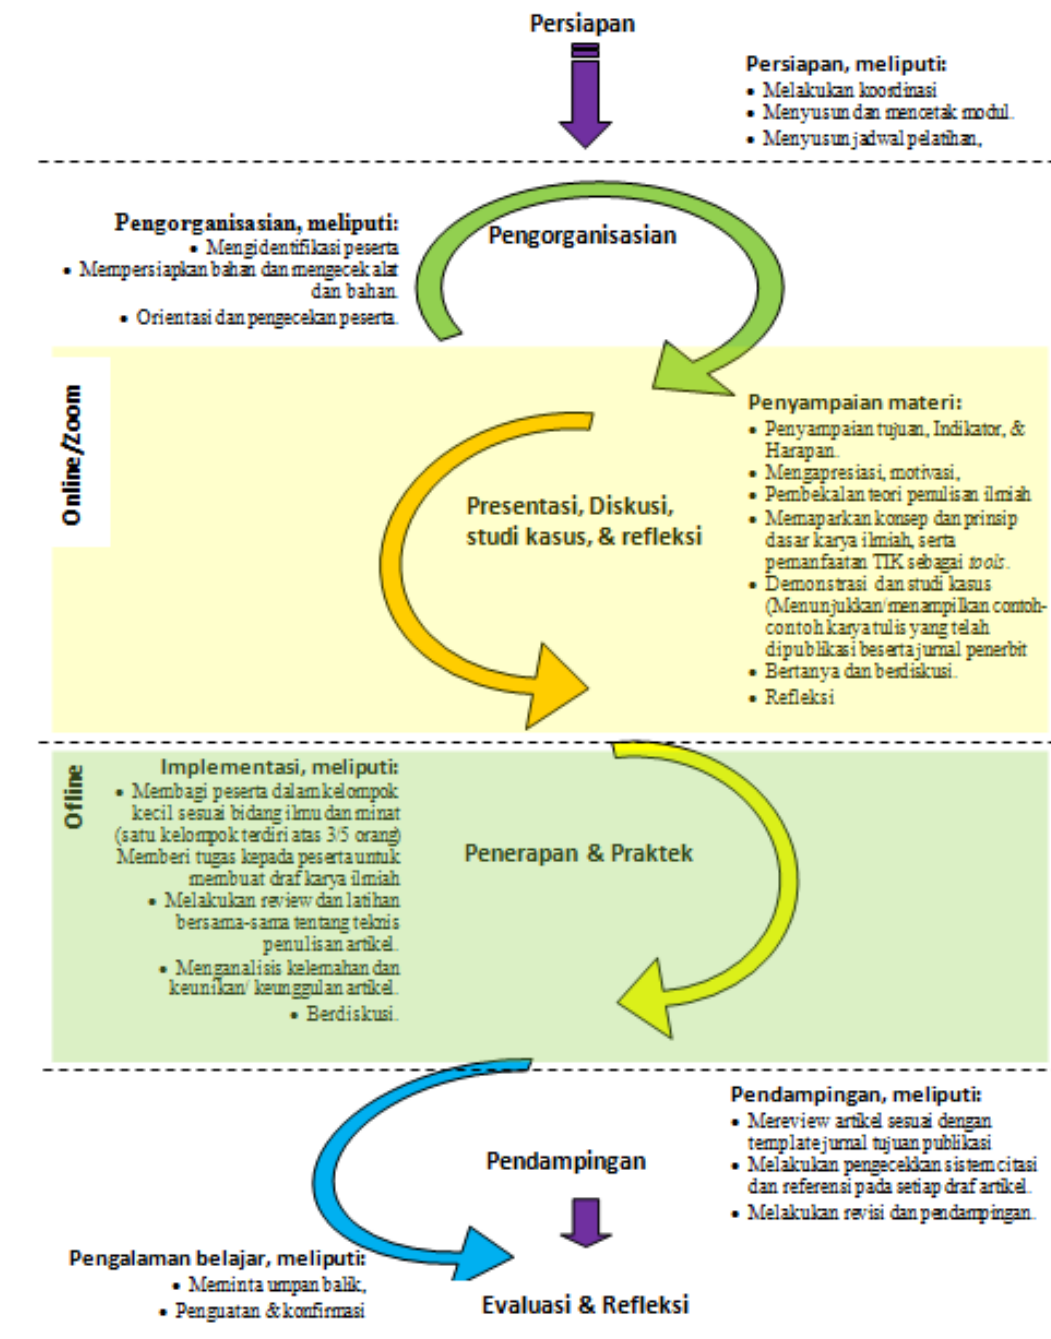 Persiapan
Persiapan, meliputi:
• Melakukan koordinasi
• Menyusun dan mencetak modul.
• Menyusun jadwal pelatihan,
Pengorganisasian, meliputi:
• Mengidentifikasi peserta
• Mempersiapkan bahan dan mengecek alat
dan bahan.
• Orientasi dan pengecekan peserta.
Pengorganisasian
Online/Zoom
Presentasi, Diskusi,
studi kasus, & refleksi
Penyampaian materi:
• Penyampaian tujuan, Indikator, &
Harapan.
• Mengapresiasi, motivasi,
• Pembekalan teori penulisan ilmiah
• Memaparkan konsep dan prinsip
dasar karya ilmiah, serta
pemanfaatan TIK sebagai tools.
• Demonstrasi dan studi kasus
(Menunjukkan/menampilkan contoh-
contoh karya tulis yang telah
dipublikasi beserta jurnal penerbit
• Bertanya dan berdiskusi.
• Refleksi
Offline
Implementasi, meliputi:
• Membagi peserta dalam kelompok
kecil sesuai bidang ilmu dan minat
(satu kelompok terdiri atas 3/5 orang)
Memberi tugas kepada peserta untuk
membuat draf karya ilmiah
• Melakukan review dan latihan
bersama-sama tentang teknis
penulisan artikel.
• Menganalisis kelemahan dan
keunikan/ keunggulan artikel.
• Berdiskusi.
Penerapan & Praktek
Pendampingan, meliputi:
• Mereview artikel sesuai dengan
template jurnal tujuan publikasi
• Melakukan pengecekkan sistem citasi
dan referensi pada setiap draf artikel.
• Melakukan revisi dan pendampingan.
Pendampingan
Pengalaman belajar, meliputi:
• Meminta umpan balik,
• Penguatan & konfirmasi
Evaluasi & Refleksi